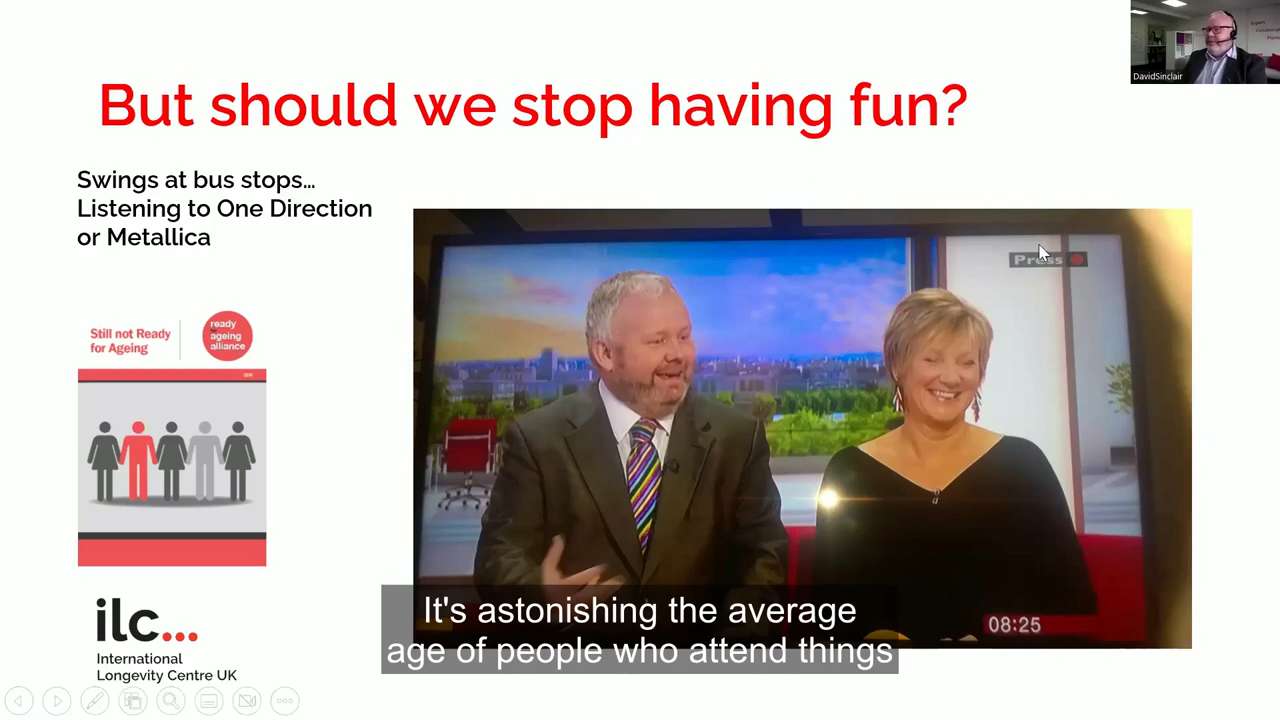 But should we stop having fun?
DavidSinclair
Swings at bus stops...
Listening to One Direction
or Metallica
Press
Still not Ready
for Ageing
ready
ageing
alliance
08:25
It's astonishing the average
age of people who attend things
ilc...
International
Longevity Centre UK